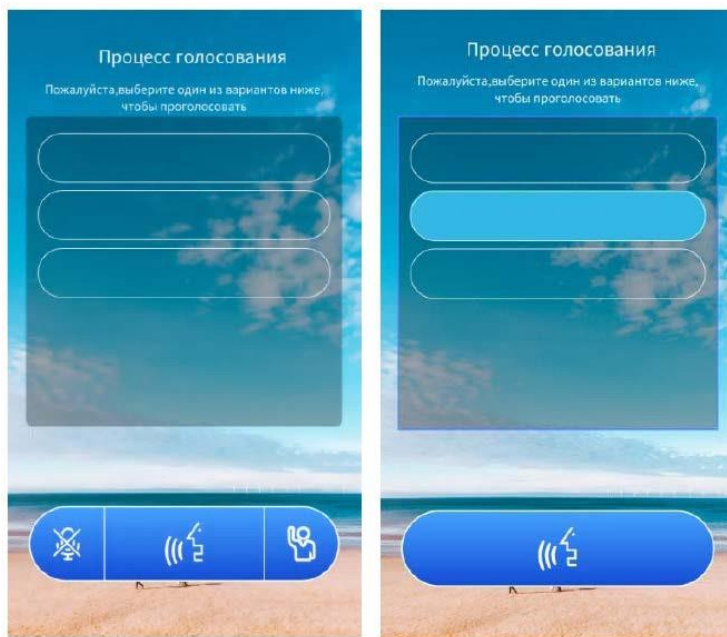 Процесс голосования
Пожалуйста,выберите один из вариантов ниже,
чтобы проголосовать
Процесс голосования
Пожалуйста,выберите один из вариантов ниже,
чтобы проголосовать